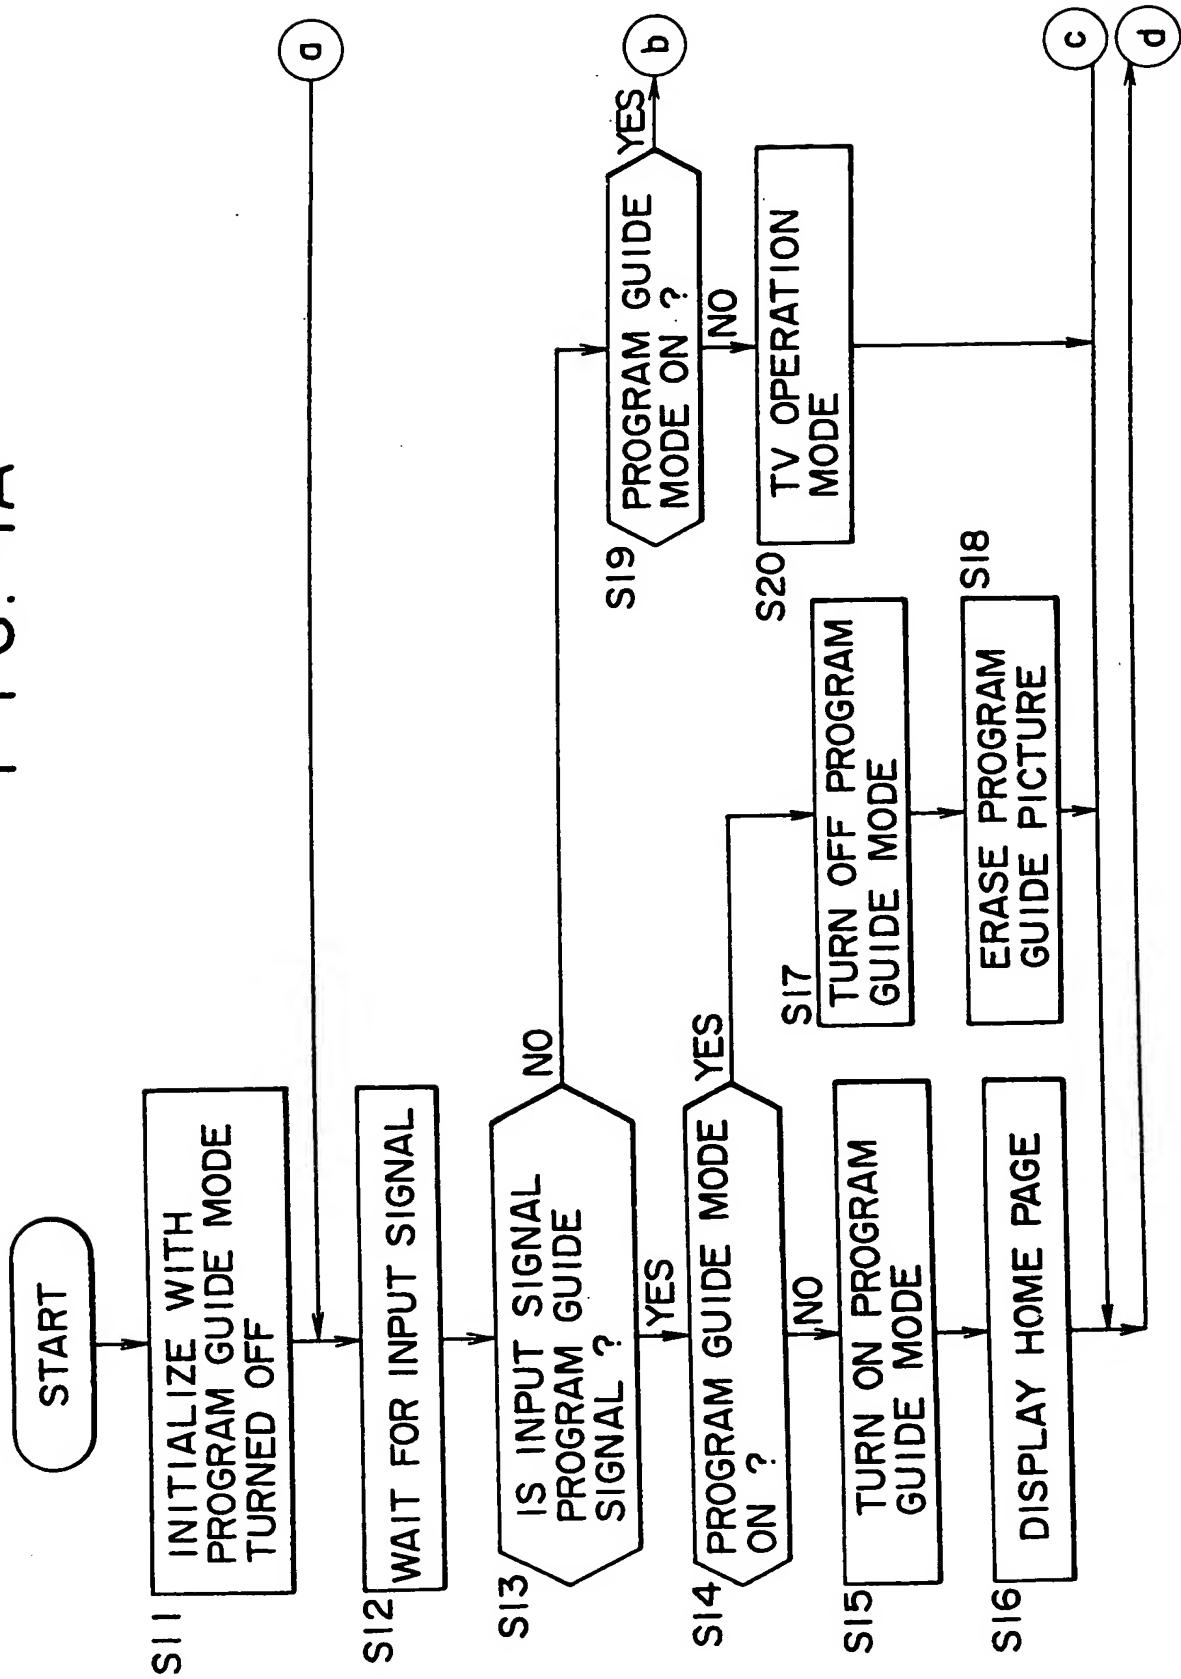 START
S11
INITIALIZE WITH
PROGRAM GUIDE MODE
TURNED OFF
a
S12
WAIT FOR INPUT SIGNAL
S13
IS INPUT SIGNAL
PROGRAM GUIDE
SIGNAL ?
NO
YES
S14
PROGRAM GUIDE MODE
ON ?
YES
NO
S15
TURN ON PROGRAM
GUIDE MODE
S16
DISPLAY HOME PAGE
S17
TURN OFF PROGRAM
GUIDE MODE
S18
ERASE PROGRAM
GUIDE PICTURE
S19
PROGRAM GUIDE
MODE ON ?
YES
b
NO
S20
TV OPERATION
MODE
c
d